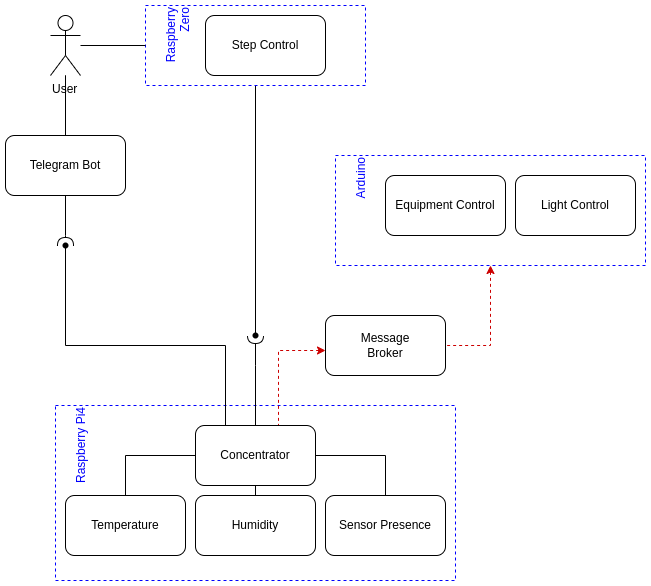 Raspberry
Zero
Step Control
User
Telegram Bot
Arduino
Equipment Control
Light Control
Message
Broker
Raspberry Pi4
Concentrator
Temperature
Humidity
Sensor Presence